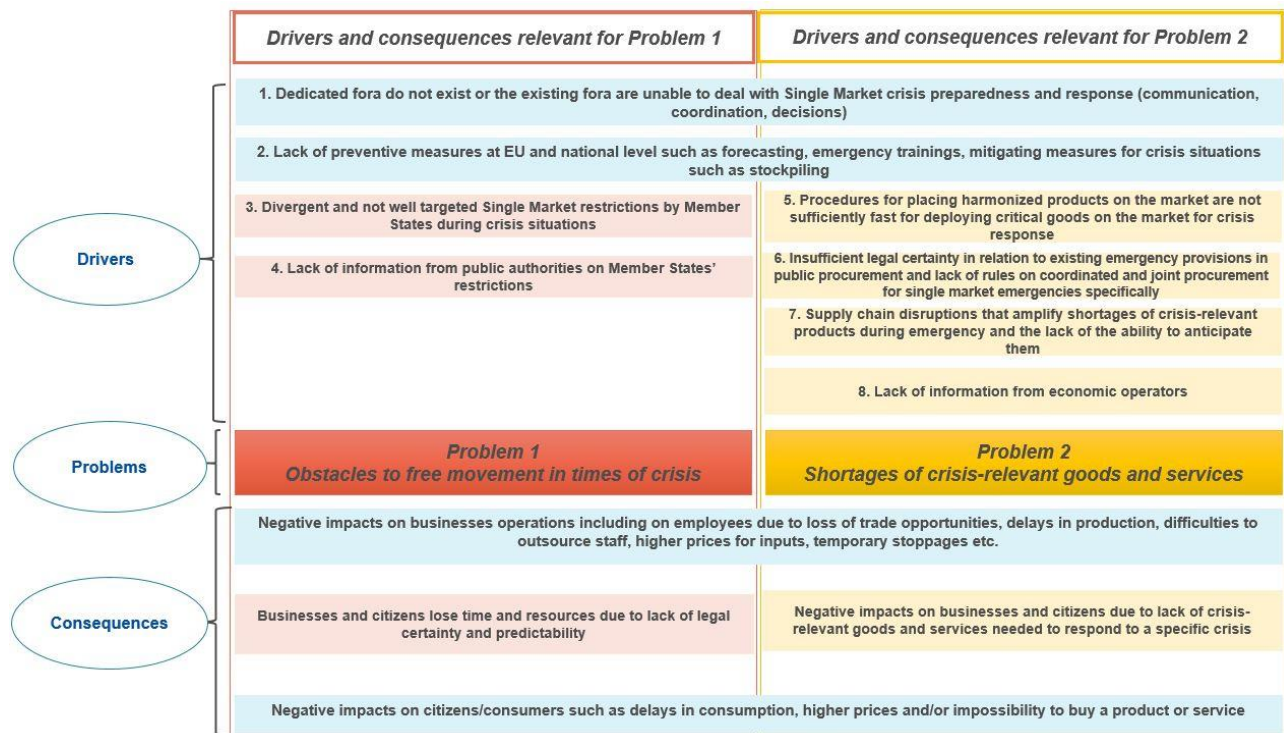 Drivers and consequences relevant for Problem 1
Drivers and consequences relevant for Problem 2
1. Dedicated fora do not exist or the existing fora are unable to deal with Single Market crisis preparedness and response (communication,
coordination, decisions)
2. Lack of preventive measures at EU and national level such as forecasting, emergency trainings, mitigating measures for crisis situations
such as stockpiling
Drivers
3. Divergent and not well targeted Single Market restrictions by Member
States during crisis situations
4. Lack of information from public authorities on Member States’
restrictions
5. Procedures for placing harmonized products on the market are not
sufficiently fast for deploying critical goods on the market for crisis
response
6. Insufficient legal certainty in relation to existing emergency provisions in
public procurement and lack of rules on coordinated and joint procurement
for single market emergencies specifically
7. Supply chain disruptions that amplify shortages of crisis-relevant
products during emergency and the lack of the ability to anticipate
them
8. Lack of information from economic operators
Problems
Problem 1
Obstacles to free movement in times of crisis
Problem 2
Shortages of crisis-relevant goods and services
Negative impacts on businesses operations including on employees due to loss of trade opportunities, delays in production, difficulties to
outsource staff, higher prices for inputs, temporary stoppages etc.
Consequences
Businesses and citizens lose time and resources due to lack of legal
certainty and predictability
Negative impacts on businesses and citizens due to lack of crisis-
relevant goods and services needed to respond to a specific crisis
Negative impacts on citizens/consumers such as delays in consumption, higher prices and/or impossibility to buy a product or service